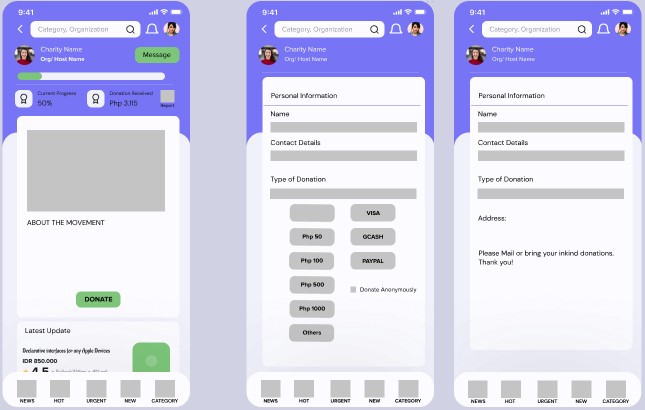 9:41
Category, Organization
Charity Name
Org/ Host Name
Message
Current Progress
50%
Donation Received
Php 3,115
Report
ABOUT THE MOVEMENT
DONATE
Latest Update
Declarative interfaces for any Apple Devices
IDR 850.000
4.5
NEWS
HOT
URGENT
NEW
CATEGORY
9:41
Category, Organization
Charity Name
Org/ Host Name
Personal Information
Name
Contact Details
Type of Donation
VISA
Php 50
GCASH
Php 100
PAYPAL
Php 500
Donate Anonymously
Php 1000
Others
NEWS
HOT
URGENT
NEW
CATEGORY
9:41
Category, Organization
Charity Name
Org/ Host Name
Personal Information
Name
Contact Details
Type of Donation
Address:
Please Mail or bring your inkind donations.
Thank you!
NEWS
HOT
URGENT
NEW
CATEGORY